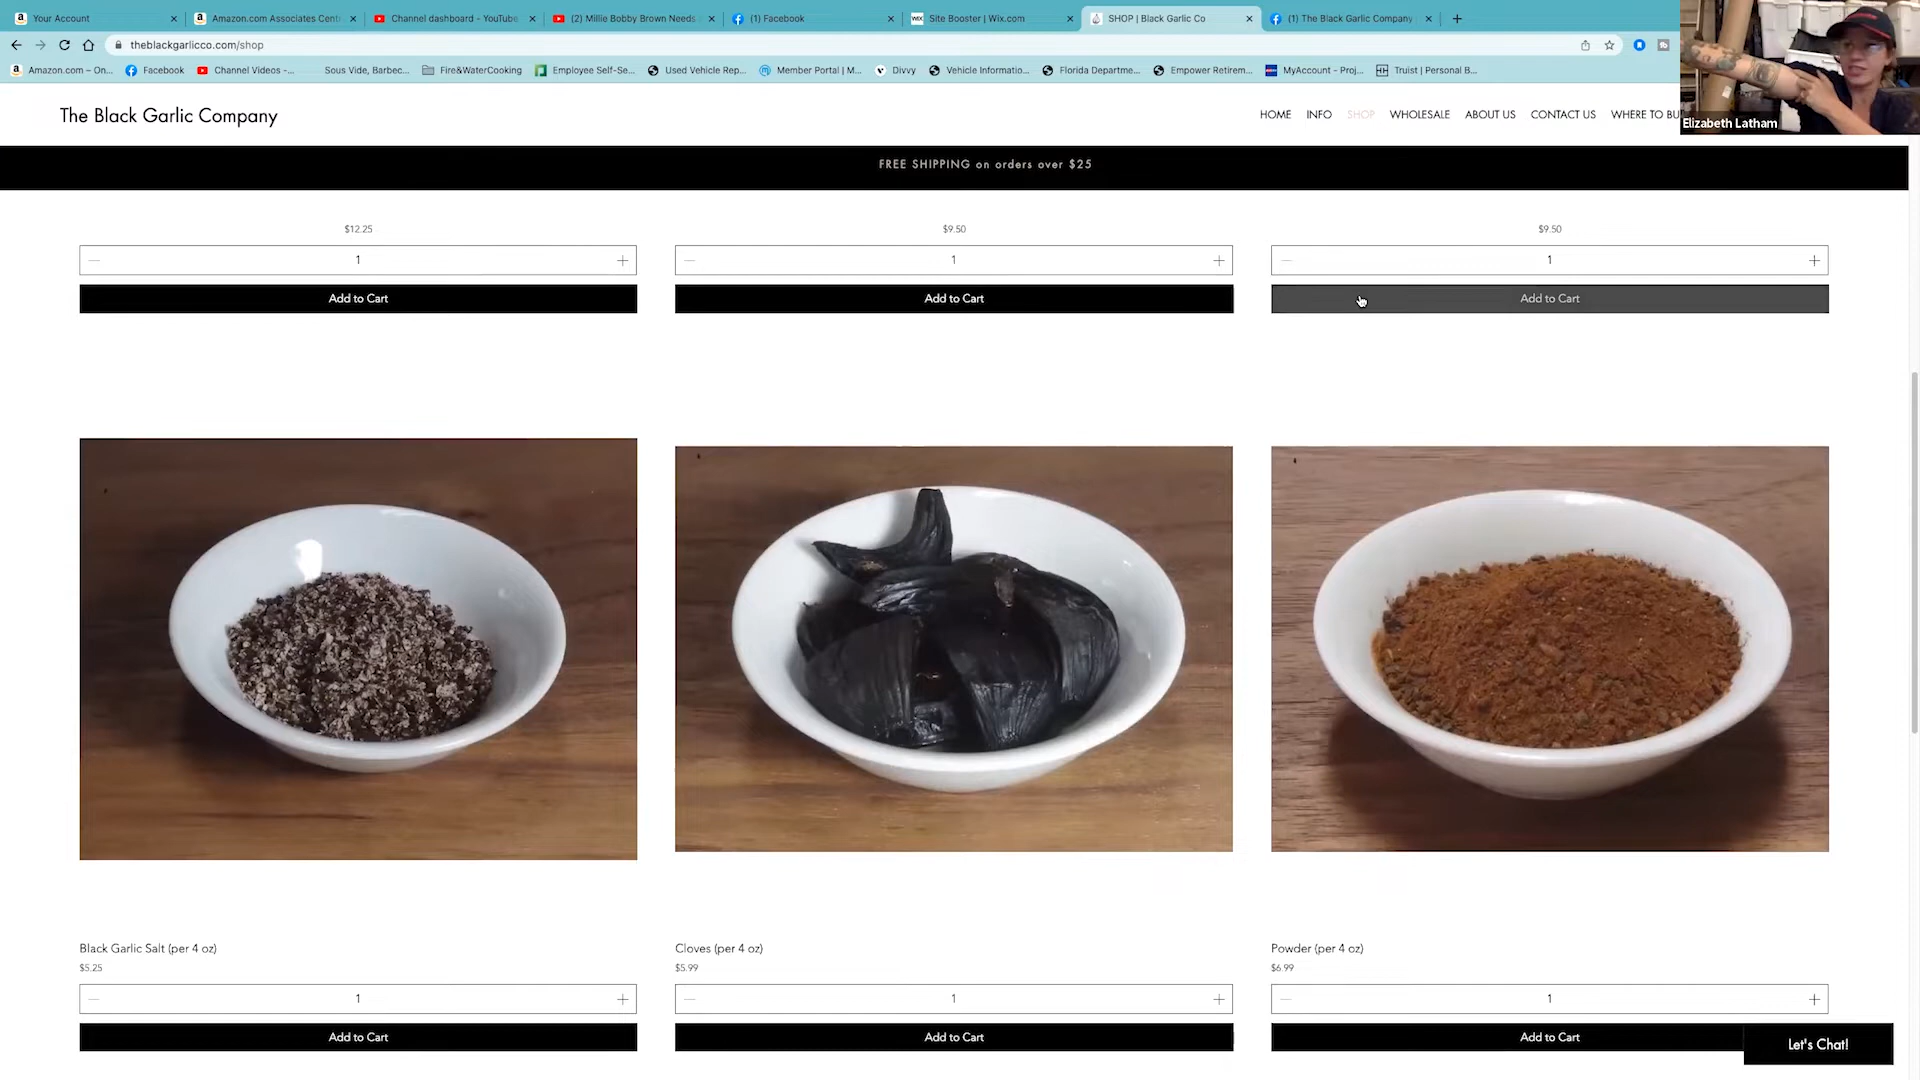 Your Account
Amazon.com Associates Cent
Channel dashboard - YouTube
(2) Millie Bobby Brown Needs
(1) Facebook
WIX Site Booster | Wix.com
SHOP | Black Garlic Co
(1) The Black Garlic Company
theblackgarlicco.com/shop
Amazon.com – On...
Facebook
Channel Videos -...
Sous Vide, Barbec...
Fire&WaterCooking
Employee Self-Se...
Used Vehicle Rep...
Member Portal | M...
Divvy
Vehicle Informatio...
Florida Departme...
Empower Retirem...
MyAccount - Proj...
Truist | Personal B...
The Black Garlic Company
HOME INFO SHOP WHOLESALE ABOUT US CONTACT US WHERE TO BU
Elizabeth Latham
FREE SHIPPING on orders over $25
$12.25
$9.50
$9.50
1
1
1
Add to Cart
Add to Cart
Add to Cart
Black Garlic Salt (per 4 oz)
$5.25
Cloves (per 4 oz)
$5.99
Powder (per 4 oz)
$6.99
1
1
1
Add to Cart
Add to Cart
Add to Cart
Let's Chat!